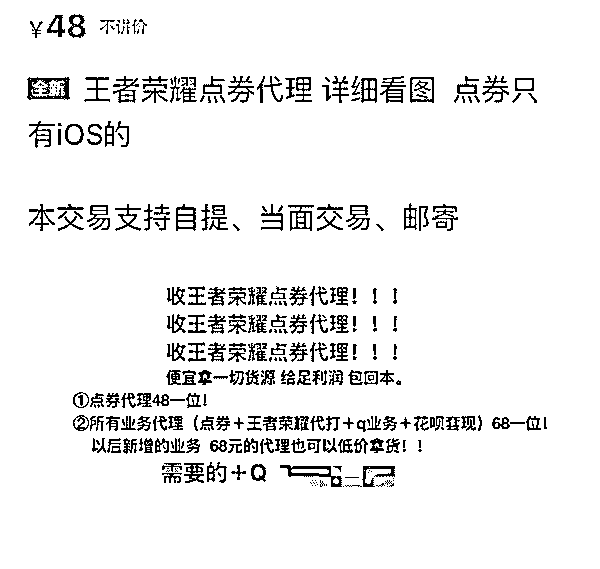 ¥48 不讲价
全新 王者荣耀点券代理 详细看图 点券只
有iOS的
本交易支持自提、当面交易、邮寄
收王者荣耀点券代理！！！
收王者荣耀点券代理！！！
收王者荣耀点券代理！！！
便宜拿一切货源 给足利润 包回本。
①点券代理48一位！
②所有业务代理（点券＋王者荣耀代打＋q业务＋花呗套现）68一位！
以后新增的业务 68元的代理也可以低价拿货！！
需要的＋Q